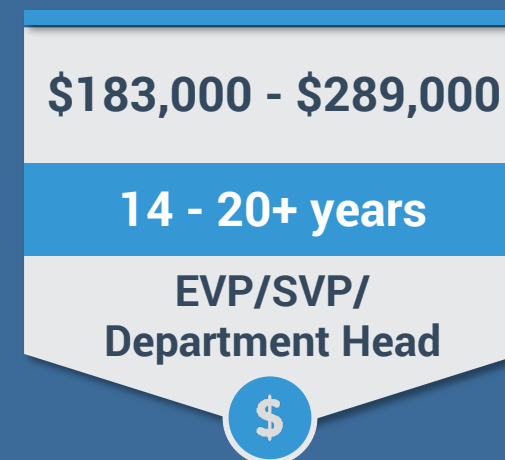 $183,000 - $289,000
14 - 20+ years
EVP/SVP/
Department Head
$